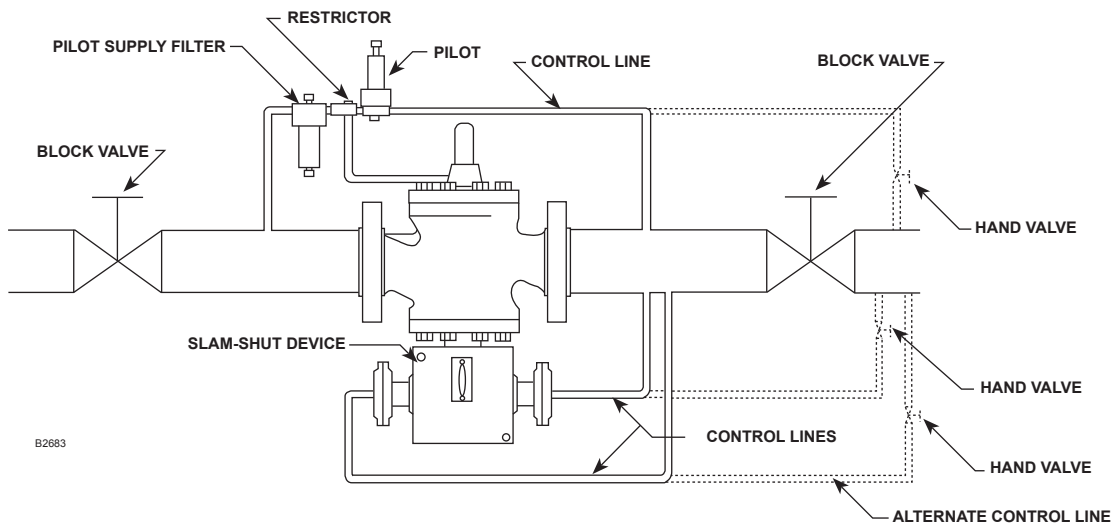 RESTRICTOR
PILOT SUPPLY FILTER
PILOT
CONTROL LINE
BLOCK VALVE
BLOCK VALVE
HAND VALVE
SLAM-SHUT DEVICE
HAND VALVE
CONTROL LINES
B2683
HAND VALVE
ALTERNATE CONTROL LINE